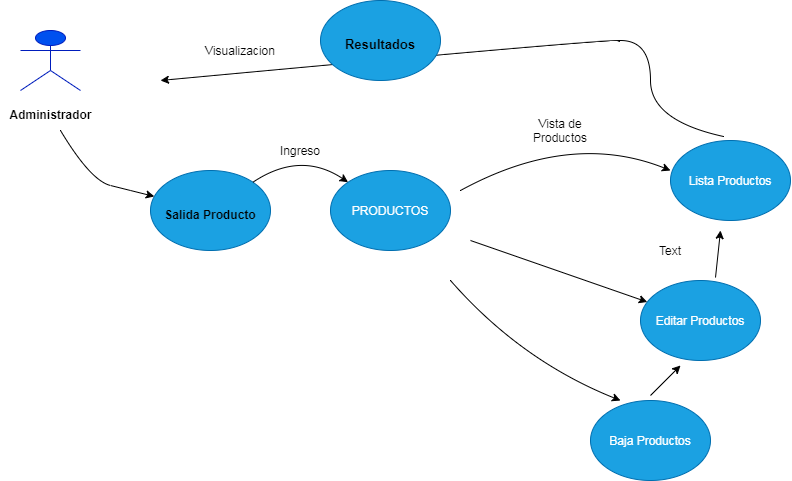 Resultados
Visualizacion
Administrador
Vista de
Productos
Ingreso
Lista Productos
Salida Producto
PRODUCTOS
Text
Editar Productos
Baja Productos